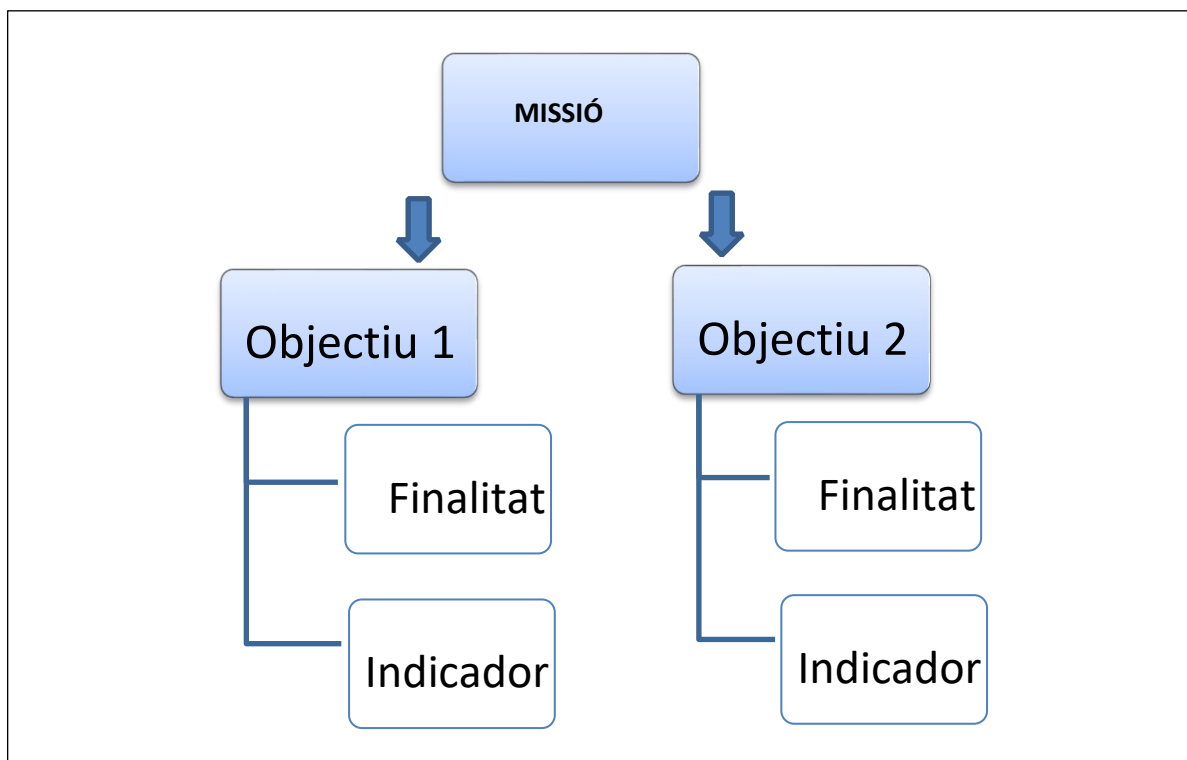 MISSIÓ
Objectiu 1
Objectiu 2
Finalitat
Finalitat
Indicador
Indicador